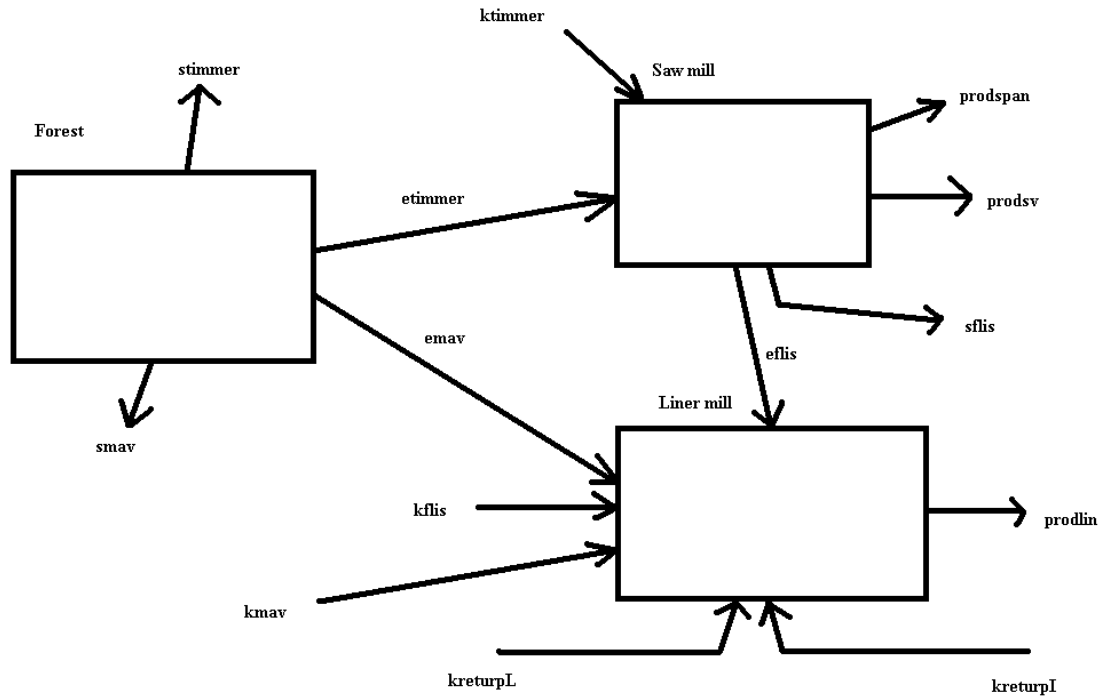 ktimmer
stimmer
Saw mill
prodspan
Forest
etimmer
prodsv
emav
sflis
eflis
Liner mill
smav
kflis
prodlin
kmav
kreturpL
kreturpI